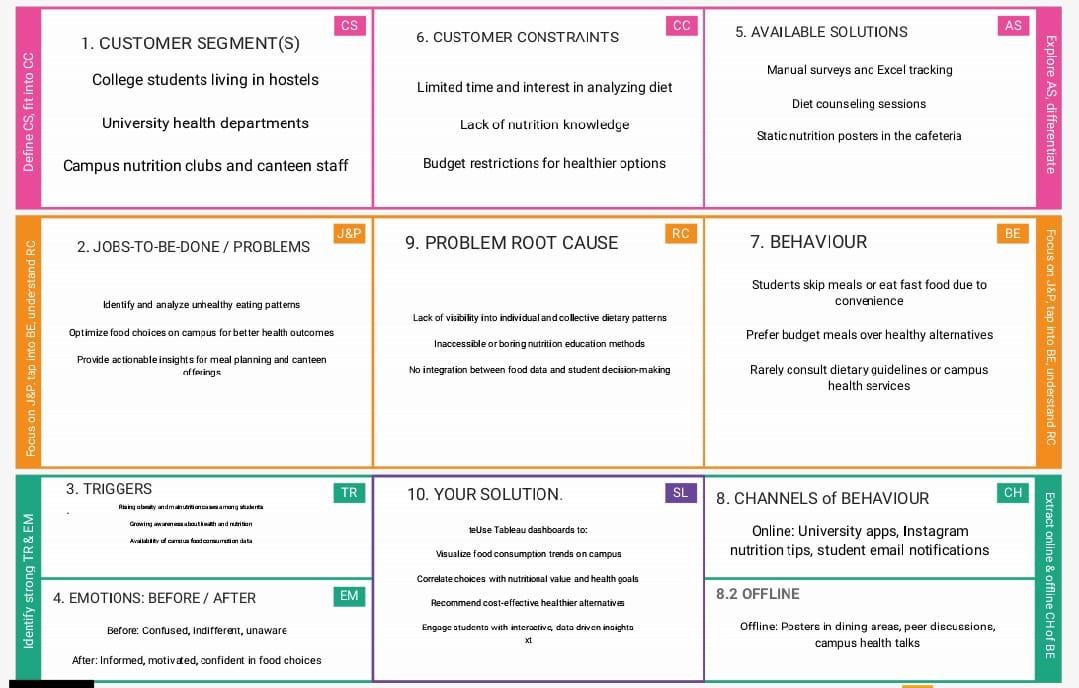 Define CS, fit into CC
1. CUSTOMER SEGMENT(S)
CS
College students living in hostels
University health departments
Campus nutrition clubs and canteen staff
6. CUSTOMER CONSTRAINTS
CC
Limited time and interest in analyzing diet
Lack of nutrition knowledge
Budget restrictions for healthier options
5. AVAILABLE SOLUTIONS
AS
Manual surveys and Excel tracking
Diet counseling sessions
Static nutrition posters in the cafeteria
Explore AS, differentiate
Focus on J&P, tap into BE, understand RC
2. JOBS-TO-BE-DONE / PROBLEMS
J&P
Identify and analyze unhealthy eating patterns
Optimize food choices on campus for better health outcomes
Provide actionable insights for meal planning and canteen
offerings
9. PROBLEM ROOT CAUSE
RC
Lack of visibility into individual and collective dietary patterns
Inaccessible or boring nutrition education methods
No integration between food data and student decision-making
7. BEHAVIOUR
BE
Students skip meals or eat fast food due to
convenience
Prefer budget meals over healthy alternatives
Rarely consult dietary guidelines or campus
health services
Focus on J&P, tap into BE, understand RC
Identify strong TR & EM
3. TRIGGERS
TR
Rising obesity and malnutrition cases among students
Growing awareness about health and nutrition
Availability of campus food consumption data
4. EMOTIONS: BEFORE / AFTER
EM
Before: Confused, indifferent, unaware
After: Informed, motivated, confident in food choices
10. YOUR SOLUTION.
SL
teUse Tableau dashboards to:
Visualize food consumption trends on campus
Correlate choices with nutritional value and health goals
Recommend cost-effective healthier alternatives
Engage students with interactive, data driven insights
xt
8. CHANNELS of BEHAVIOUR
CH
Online: University apps, Instagram
nutrition tips, student email notifications
8.2 OFFLINE
Offline: Posters in dining areas, peer discussions,
campus health talks
Extract online & offline CH of BE